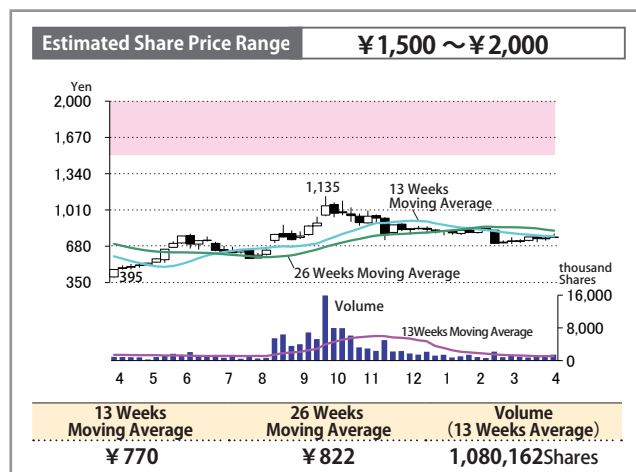 Estimated Share Price Range
¥1,500 ～¥2,000
Yen
2,000
1,670
1,340
1,010
680
350
1,135
395
13 Weeks
Moving Average
26 Weeks Moving Average
thousand
Shares
16,000
8,000
0
Volume
13Weeks Moving Average
4 5 6 7 8 9 10 11 12 1 2 3 4
13 Weeks
Moving Average
26 Weeks
Moving Average
Volume
（13 Weeks Average）
¥ 770
¥ 822
1,080,162Shares